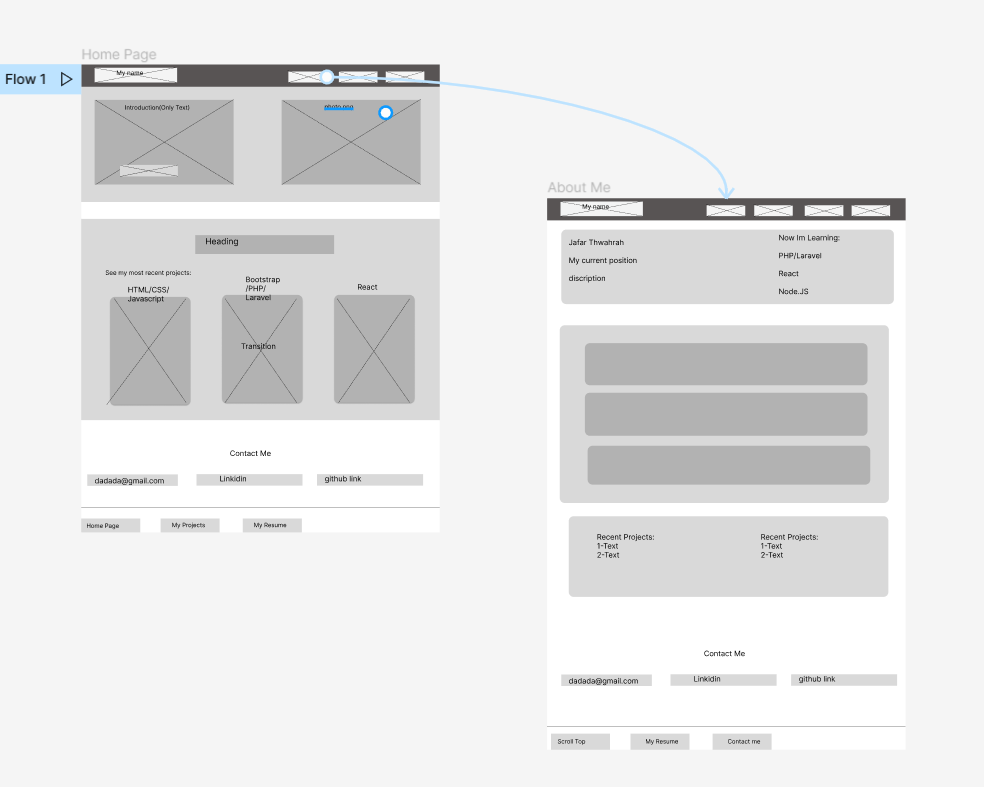 Home Page
Flow 1
My name
Introduction(Only Text)
photo.png
Heading
See my most recent projects:
HTML/CSS/
Javascript
Bootstrap
/PHP/
Laravel
React
Transition
Contact Me
dadada@gmail.com
Linkidin
github link
Home Page
My Projects
My Resume
About Me
My name
Jafar Thwahrah
My current position
discription
Now Im Learning:
PHP/Laravel
React
Node.JS
Recent Projects:
1-Text
2-Text
Recent Projects:
1-Text
2-Text
Contact Me
dadada@gmail.com
Linkidin
github link
Scroll Top
My Resume
Contact me